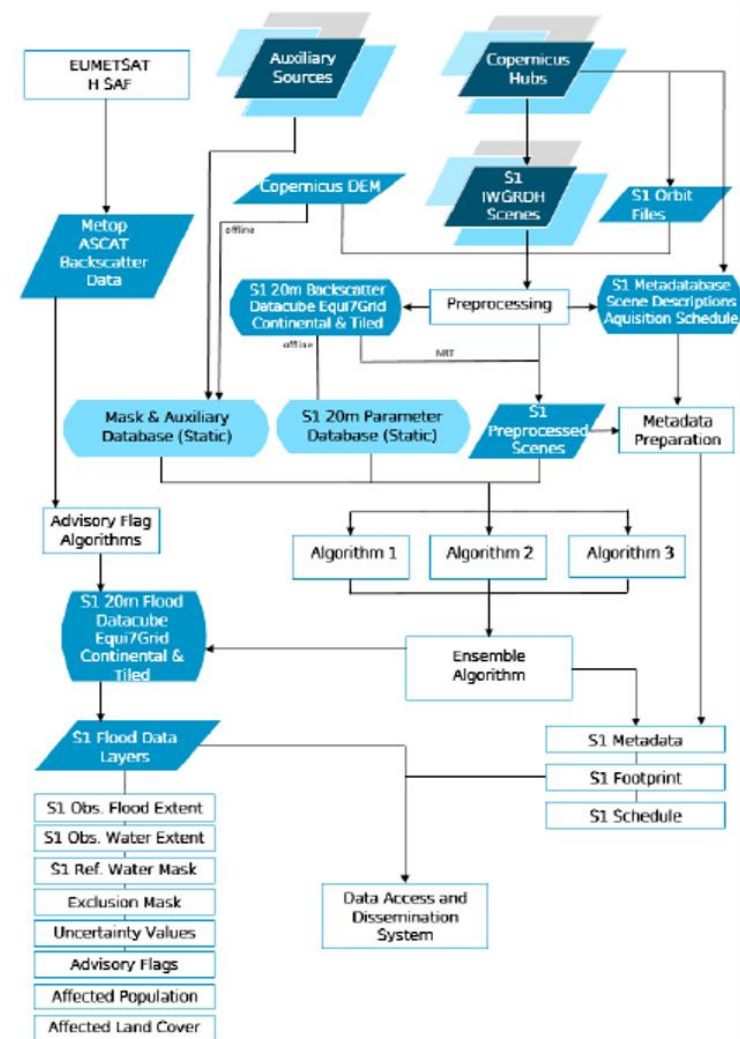 EUMETSAT
H SAF
Auxiliary
Sources
Copernicus
Hubs
Copernicus DEM
S1
IWGRDH
Scenes
S1 Orbit
Files
offline
Metop
ASCAT
Backscatter
Data
S1 20m Backscatter
Datacube Equi7Grid
Continental & Tiled
Preprocessing
S1 Metadatabase
Scene Descriptions
Aquisition Schedule
offline
NRT
Mask & Auxiliary
Database (Static)
S1 20m Parameter
Database (Static)
S1
Preprocessed
Scenes
Metadata
Preparation
Advisory Flag
Algorithms
Algorithm 1
Algorithm 2
Algorithm 3
S1 20m Flood
Datacube
Equi7Grid
Continental &
Tiled
Ensemble
Algorithm
S1 Flood Data
Layers
S1 Metadata
S1 Footprint
S1 Schedule
S1 Obs. Flood Extent
S1 Obs. Water Extent
S1 Ref. Water Mask
Exclusion Mask
Uncertainty Values
Advisory Flags
Affected Population
Affected Land Cover
Data Access and
Dissemination
System